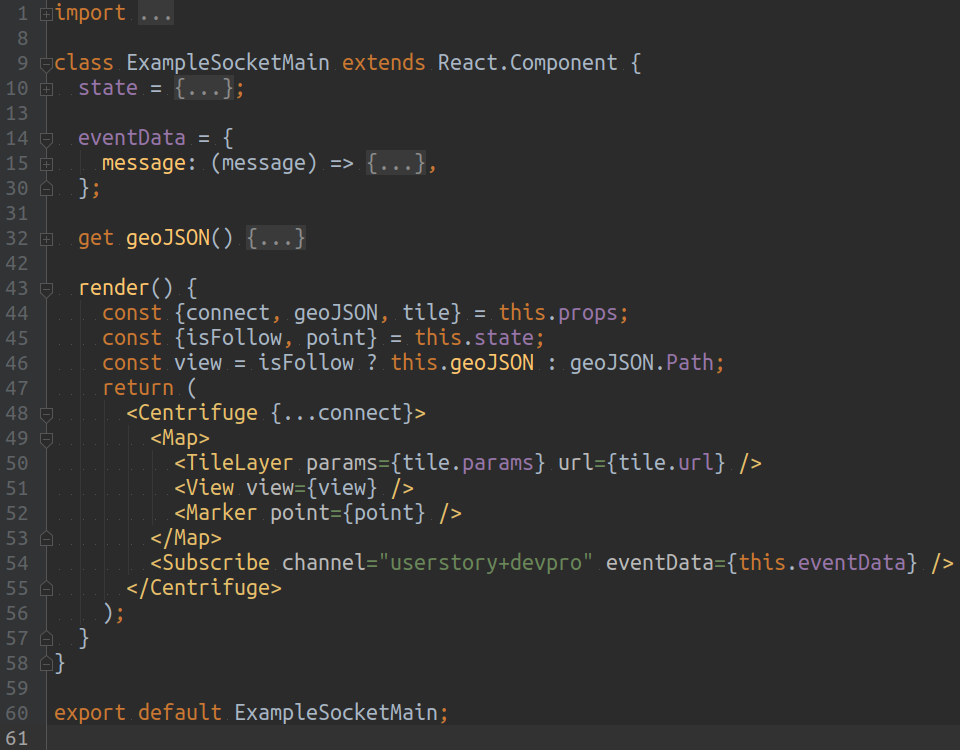 1 import ...
8
9 class ExampleSocketMain extends React.Component {
10 state = {...};
13
14 eventData = {
15 message: (message) => {...},
30 };
31
32 get geoJSON() {...}
42
43 render() {
44 const {connect, geoJSON, tile} = this.props;
45 const {isFollow, point} = this.state;
46 const view = isFollow ? this.geoJSON : geoJSON.Path;
47 return (
48 <Centrifuge {...connect}>
49 <Map>
50 <TileLayer params={tile.params} url={tile.url} />
51 <View view={view} />
52 <Marker point={point} />
53 </Map>
54 <Subscribe channel="userstory+devpro" eventData={this.eventData} />
55 </Centrifuge>
56 );
57 }
58 }
59
60 export default ExampleSocketMain;
61